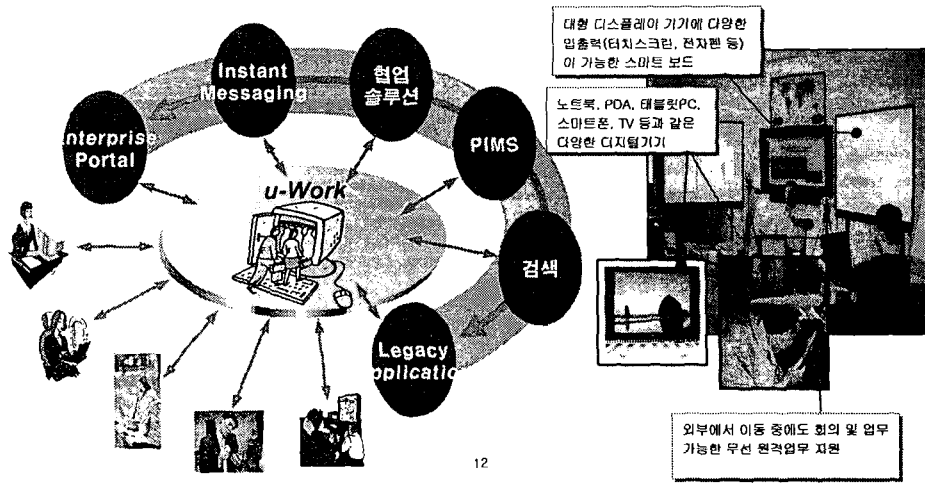 Instant
Messaging
협업
솔루션
nterprise
Portal
PIMS
u-Work
검색
Legacy
pplicatio
대형 디스플레이 기기에 다양한
입출력(터치스크린, 전자펜 등)
이 가능한 스마트 보드
노트북, PDA, 태블릿PC,
스마트폰, TV 등과 같은
다양한 디지털기기
외부에서 이동 중에도 회의 및 업무
가능한 무선 원격업무 지원
12